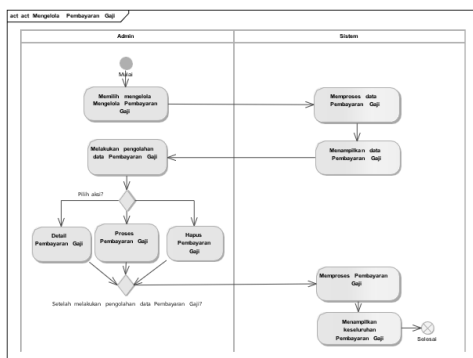 act act Mengelola Pembayaran Gaji
Admin
Sistem
Mulai
Memilih mengelola
Mengelola Pembayaran
Gaji
Memproses data
Pembayaran Gaji
Melakukan pengolahan
data Pembayaran Gaji
Menampilkan data
Pembayaran Gaji
Pilih aksi?
Detail
Pembayaran Gaji
Proses
Pembayaran Gaji
Hapus
Pembayaran
Gaji
Setelah melakukan pengolahan data Pembayaran Gaji?
Memproses Pembayaran
Gaji
Menampilkan
keseluruhan
Pembayaran Gaji
Selesai